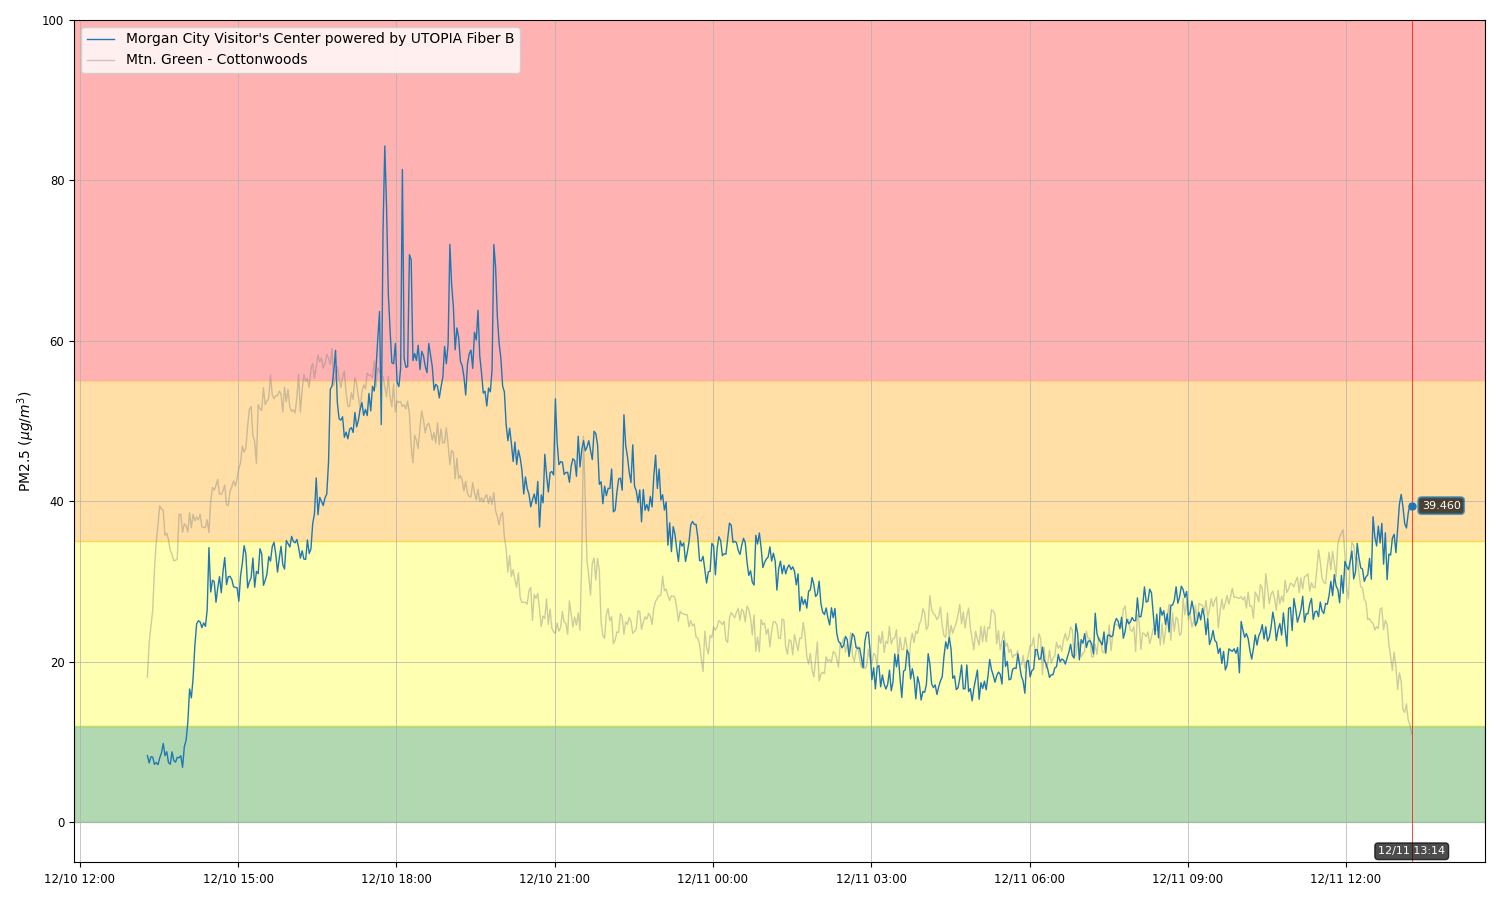 100
Morgan City Visitor's Center powered by UTOPIA Fiber B
Mtn. Green - Cottonwoods
80
60
PM2.5 (μg/m³)
40
39.460
20
0
12/11 13:14
12/10 12:00 12/10 15:00 12/10 18:00 12/10 21:00 12/11 00:00 12/11 03:00 12/11 06:00 12/11 09:00 12/11 12:00